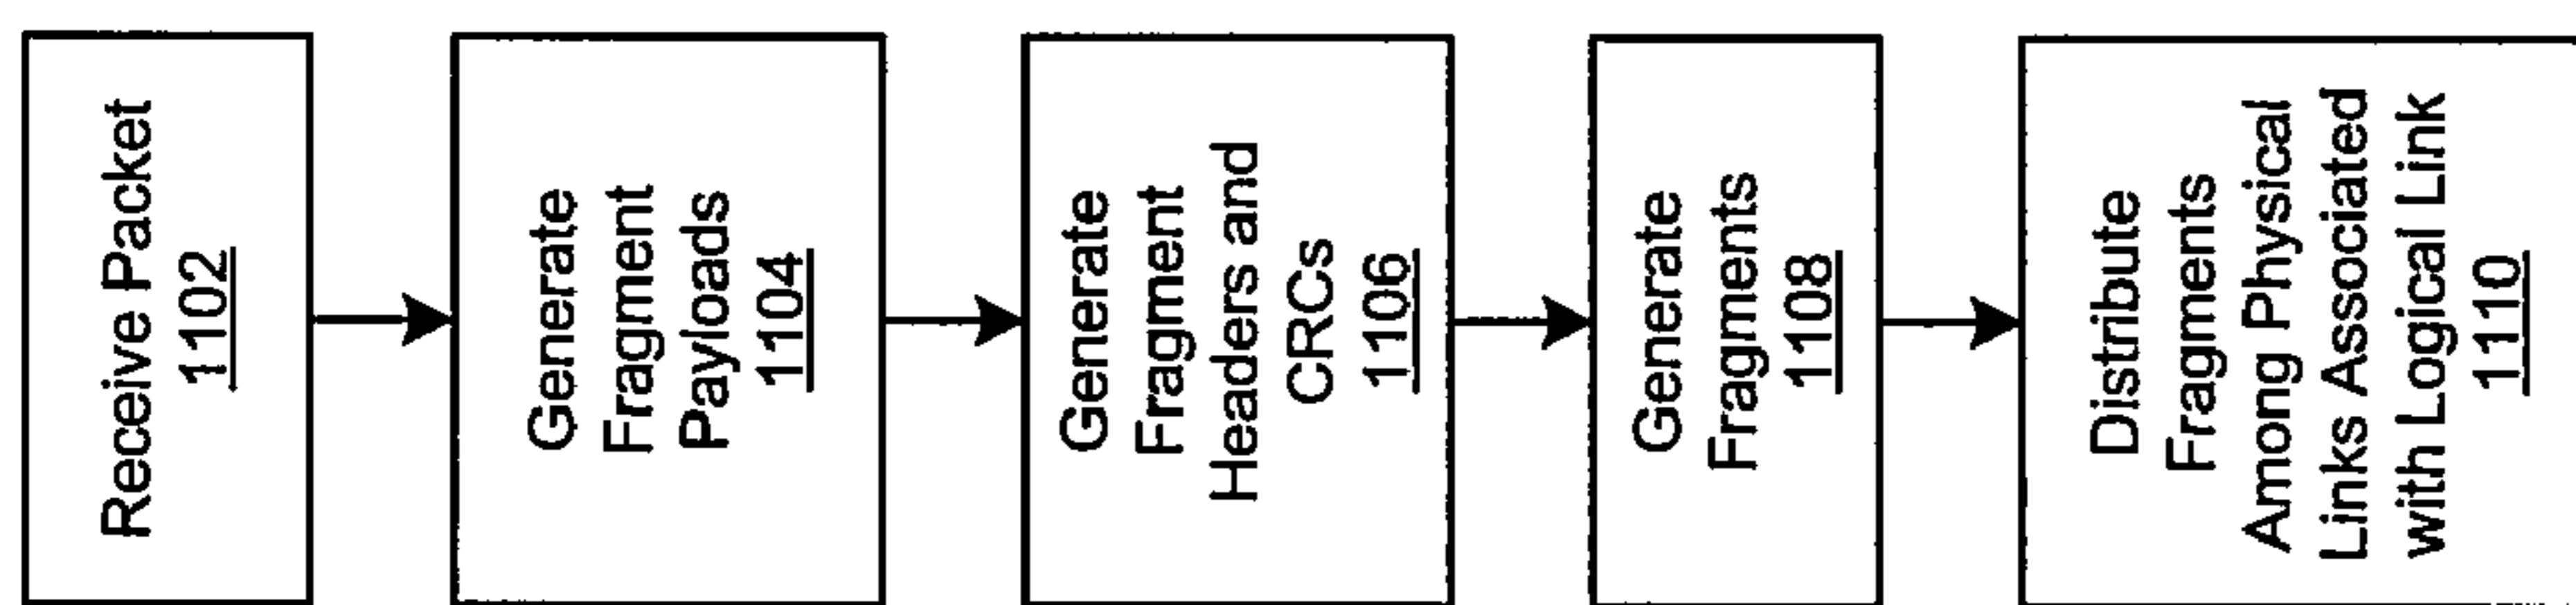 Receive Packet
1102
Generate
Fragment
Payloads
1104
Generate
Fragment
Headers and
CRCs
1106
Generate
Fragments
1108
Distribute
Fragments
Among Physical
Links Associated
with Logical Link
1110